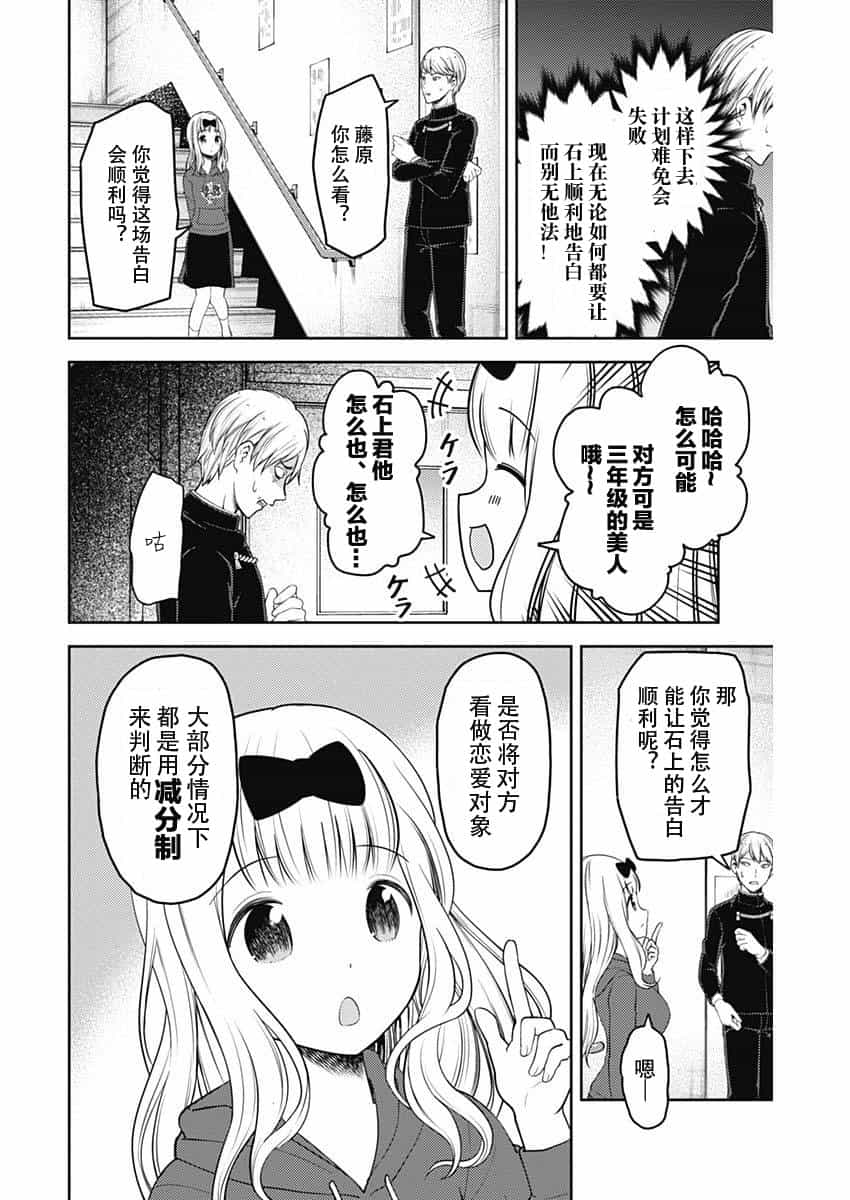 这样下去
计划难免会
失败
现在无论如何都要让
石上顺利地告白
而别无他法！
藤原
你怎么看？
你觉得这场告白
会顺利吗？
哈哈哈~
怎么可能
对方可是
三年级的美人
哦~
石上君他
怎么也、怎么也…
ケラ
ケラ
咕
那
你觉得怎么才
能让石上的告白
顺利呢？
嗯—
是否将对方
看做恋爱对象
大部分情况下
都是用减分制
来判断的